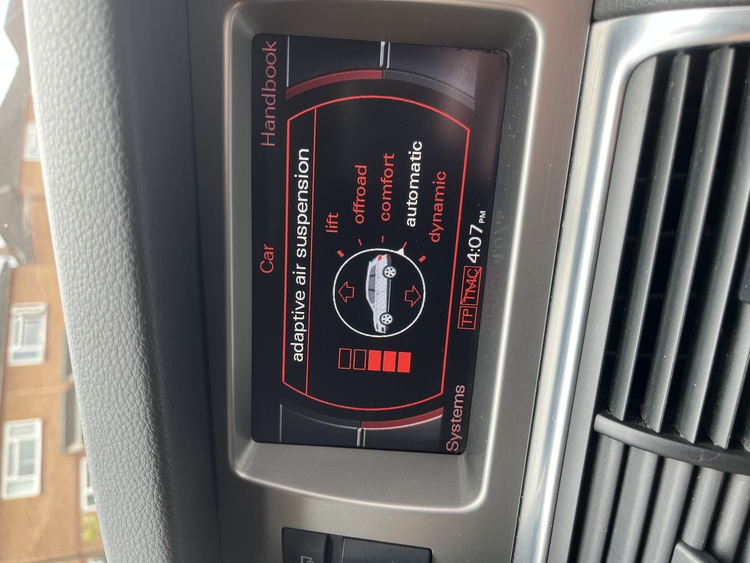 Car
Handbook
adaptive air suspension
lift
offroad
comfort
automatic
dynamic
Systems
TP TMC 4:07 PM